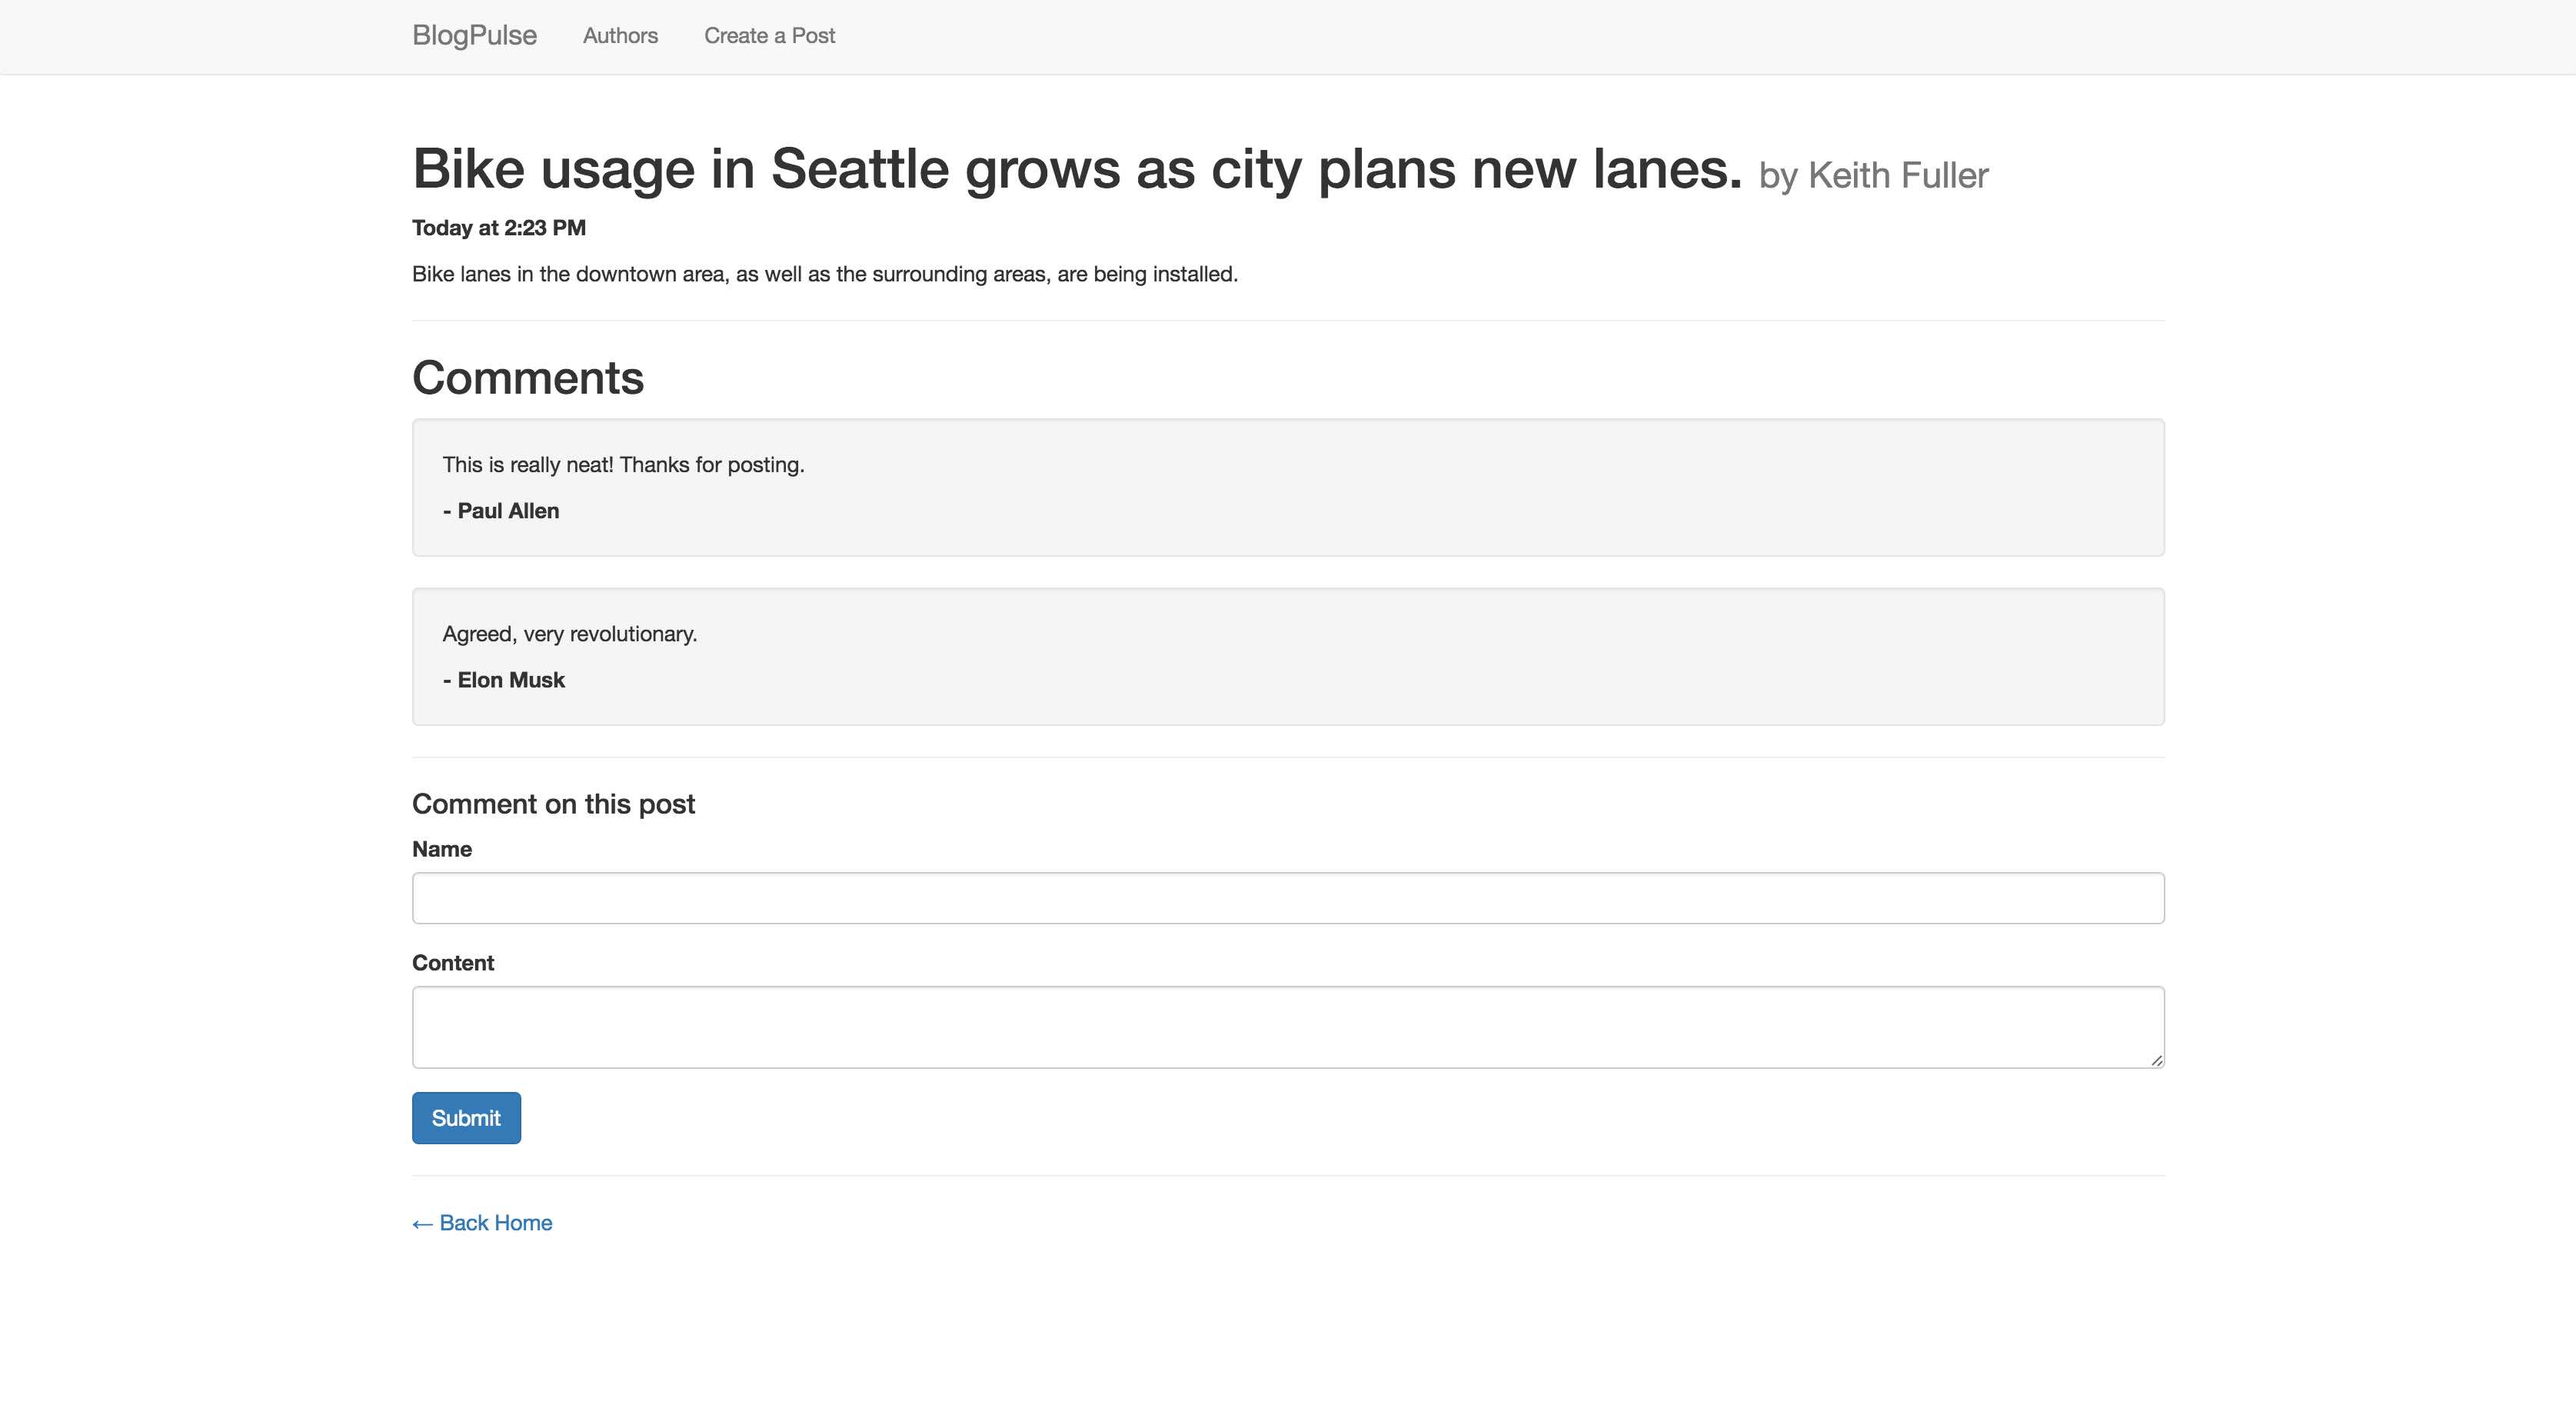 BlogPulse Authors Create a Post
Bike usage in Seattle grows as city plans new lanes. by Keith Fuller
Today at 2:23 PM
Bike lanes in the downtown area, as well as the surrounding areas, are being installed.
Comments
This is really neat! Thanks for posting.
- Paul Allen
Agreed, very revolutionary.
- Elon Musk
Comment on this post
Name
Content
Submit
← Back Home